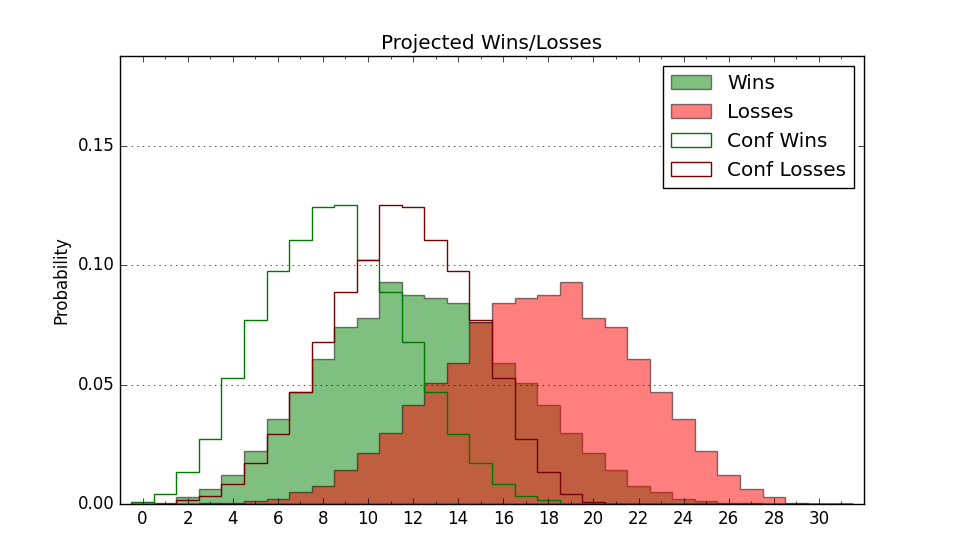 Projected Wins/Losses
Wins
Losses
Conf Wins
Conf Losses
Probability
0.15
0.10
0.05
0.00
0 2 4 6 8 10 12 14 16 18 20 22 24 26 28 30